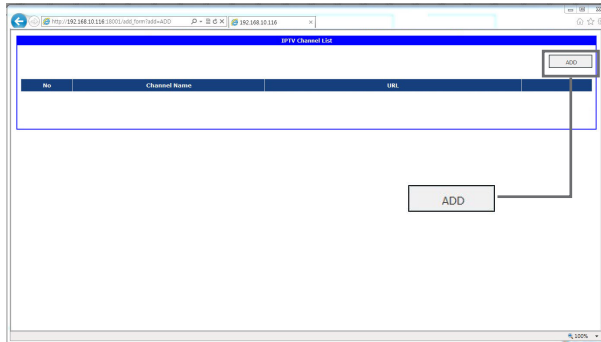 http://192.168.10.116:18001/add_form?add=ADD
192.168.10.116
IPTV Channel List
ADD
No Channel Name URL
ADD
100%